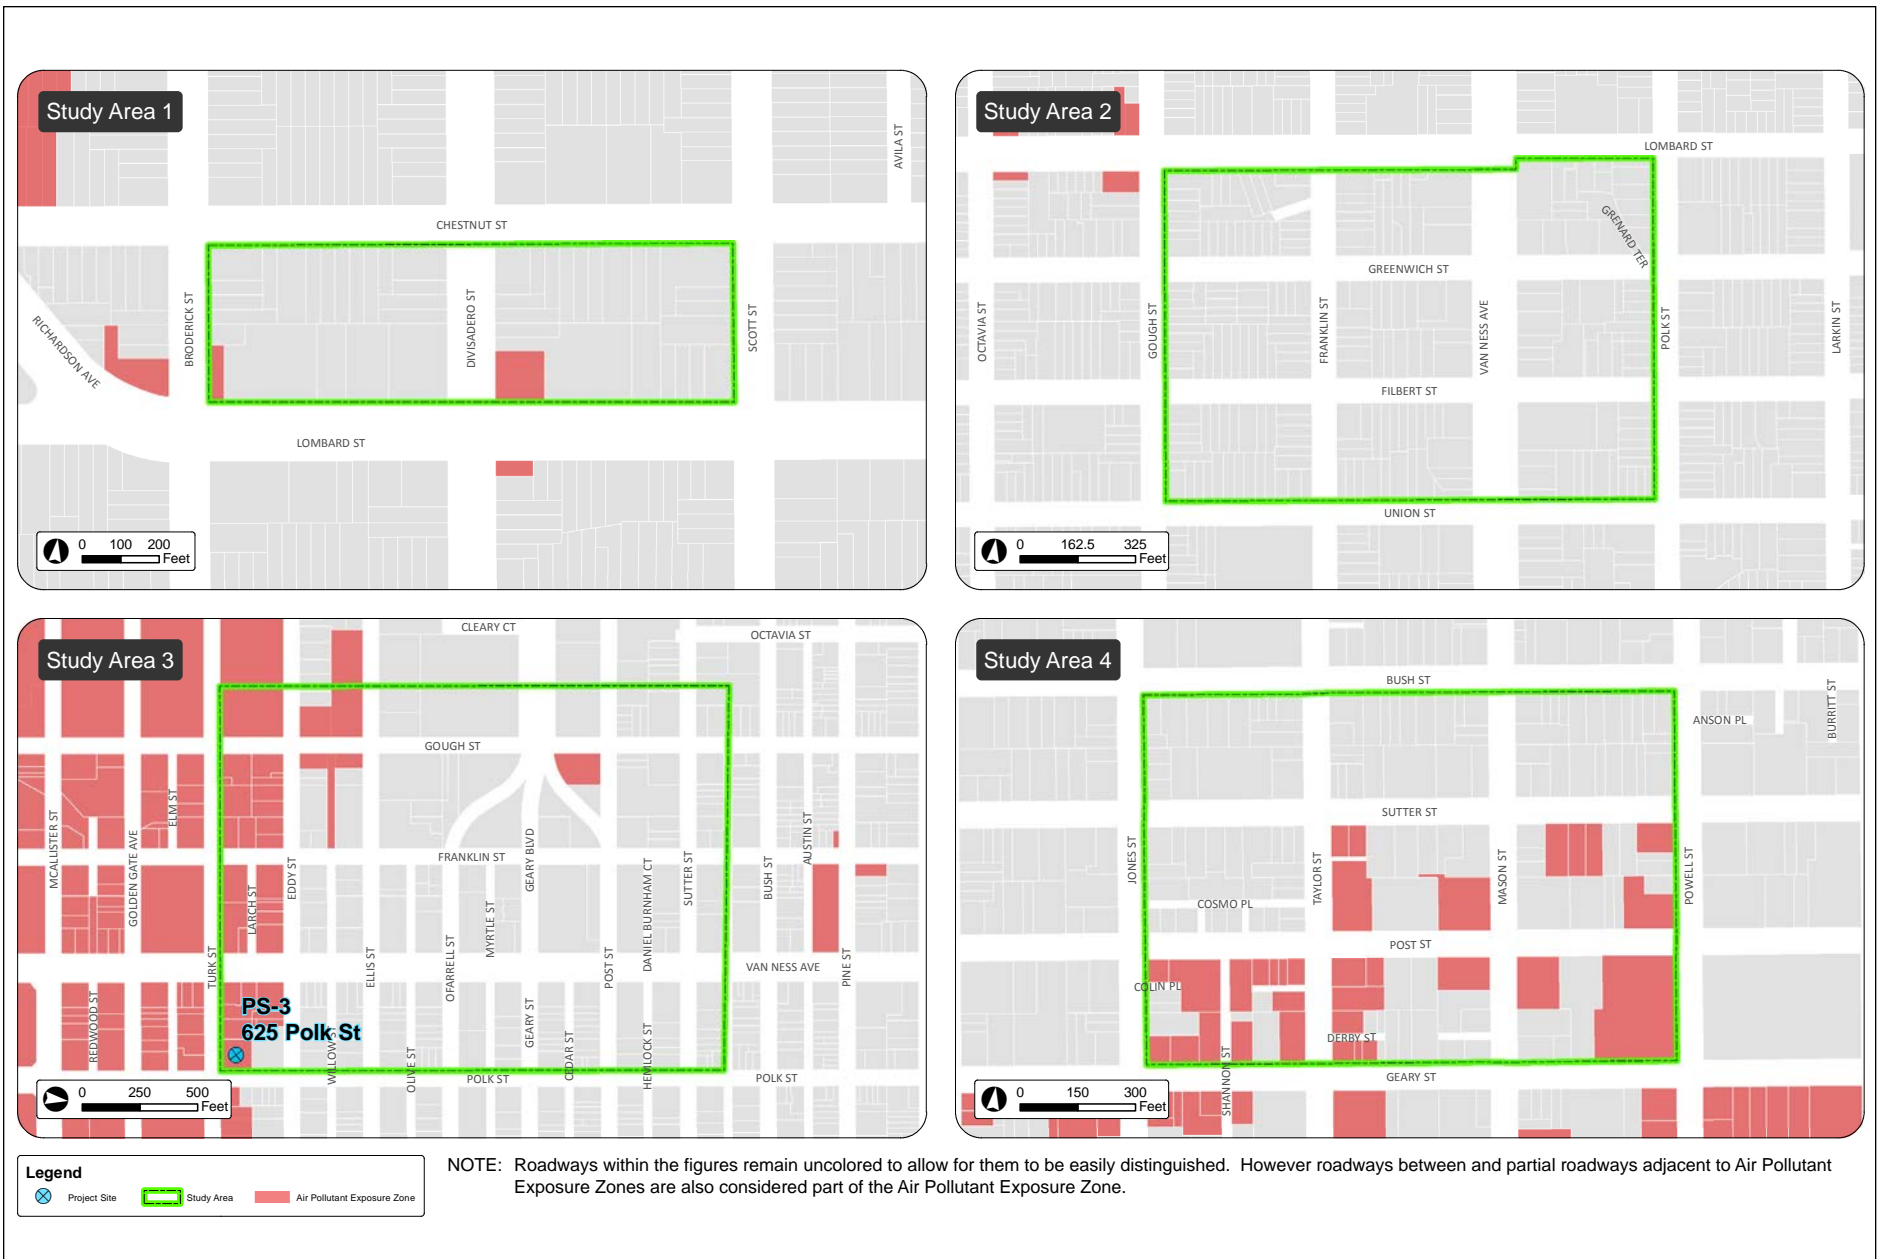 Study Area 1
AVILA ST
CHESTNUT ST
BRODERICK ST
DIVISADERO ST
SCOTT ST
RICHARDSON AVE
LOMBARD ST
0 100 200
Feet
Study Area 2
LOMBARD ST
GRENARD TER
GREENWICH ST
OCTAVIA ST
GOUGH ST
FRANKLIN ST
VAN NESS AVE
POLK ST
LARKIN ST
FILBERT ST
UNION ST
0 162.5 325
Feet
Study Area 3
CLEARY CT
OCTAVIA ST
GOUGH ST
MCALLISTER ST
GOLDEN GATE AVE
ELM ST
LARCH ST
EDDY ST
FRANKLIN ST
GEARY BLVD
MYRTLE ST
DANIEL BURNHAM CT
SUTTER ST
BUSH ST
AUSTIN ST
TURK ST
ELLIS ST
OFARRELL ST
POST ST
VAN NESS AVE
PINE ST
PS-3
625 Polk St
REDWOOD ST
WILLOW ST
OLIVE ST
GEARY ST
CEDAR ST
HEMLOCK ST
POLK ST
POLK ST
0 250 500
Feet
Study Area 4
BUSH ST
ANSON PL
BURRITT ST
SUTTER ST
JONES ST
TAYLOR ST
MASON ST
POWELL ST
COSMO PL
POST ST
COLIN PL
DERBY ST
SHANNON ST
GEARY ST
0 150 300
Feet
Legend
Project Site
Study Area
Air Pollutant Exposure Zone
NOTE: Roadways within the figures remain uncolored to allow for them to be easily distinguished. However roadways between and partial roadways adjacent to Air Pollutant
Exposure Zones are also considered part of the Air Pollutant Exposure Zone.